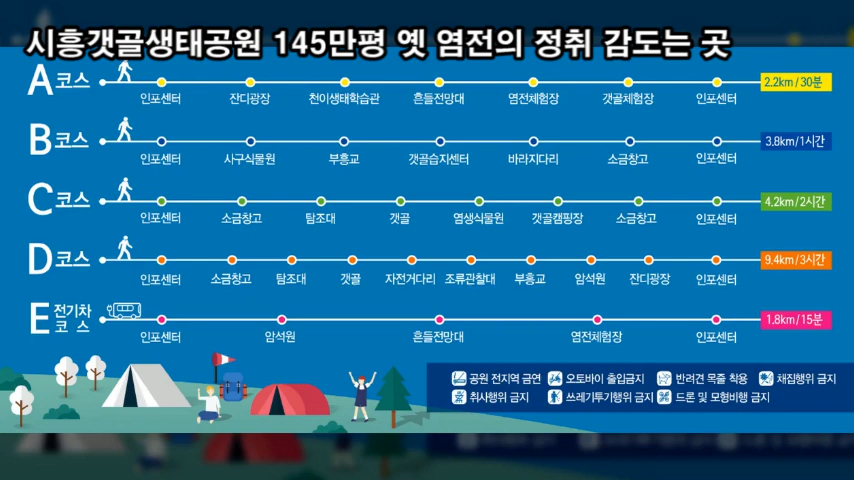 시흥갯골생태공원 145만평 옛 염전의 정취 감도는 곳
A 코스 2.2km/30분
인포센터 잔디광장 천이생태학습관 흔들전망대 염전체험장 갯골체험장 인포센터
B 코스 3.8km/1시간
인포센터 사구식물원 부흥교 갯골습지센터 바라지다리 소금창고 인포센터
C 코스 4.2km/2시간
인포센터 소금창고 탐조대 갯골 염생식물원 갯골캠핑장 소금창고 인포센터
D 코스 9.4km/3시간
인포센터 소금창고 탐조대 갯골 자전거다리 조류관찰대 부흥교 암석원 잔디광장 인포센터
E 전기차 코 스 1.8km/15분
인포센터 암석원 흔들전망대 염전체험장 인포센터
공원 전지역 금연 오토바이 출입금지 반려견 목줄 착용 채집행위 금지
취사행위 금지 쓰레기투기행위 금지 드론 및 모형비행 금지